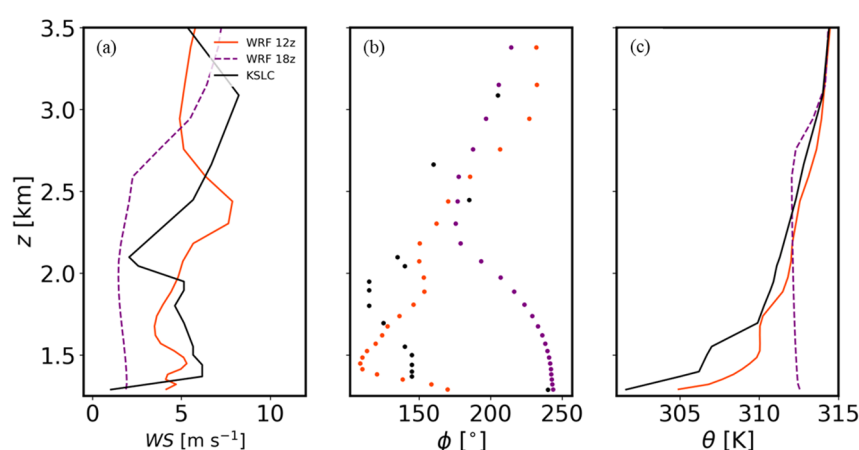 (a)
WRF 12z
WRF 18z
KSLC
(b)
(c)
3.5
3.0
2.5
2.0
1.5
z [km]
0 5 10
WS [m s⁻¹]
150 200 250
ϕ [°]
305 310 315
θ [K]